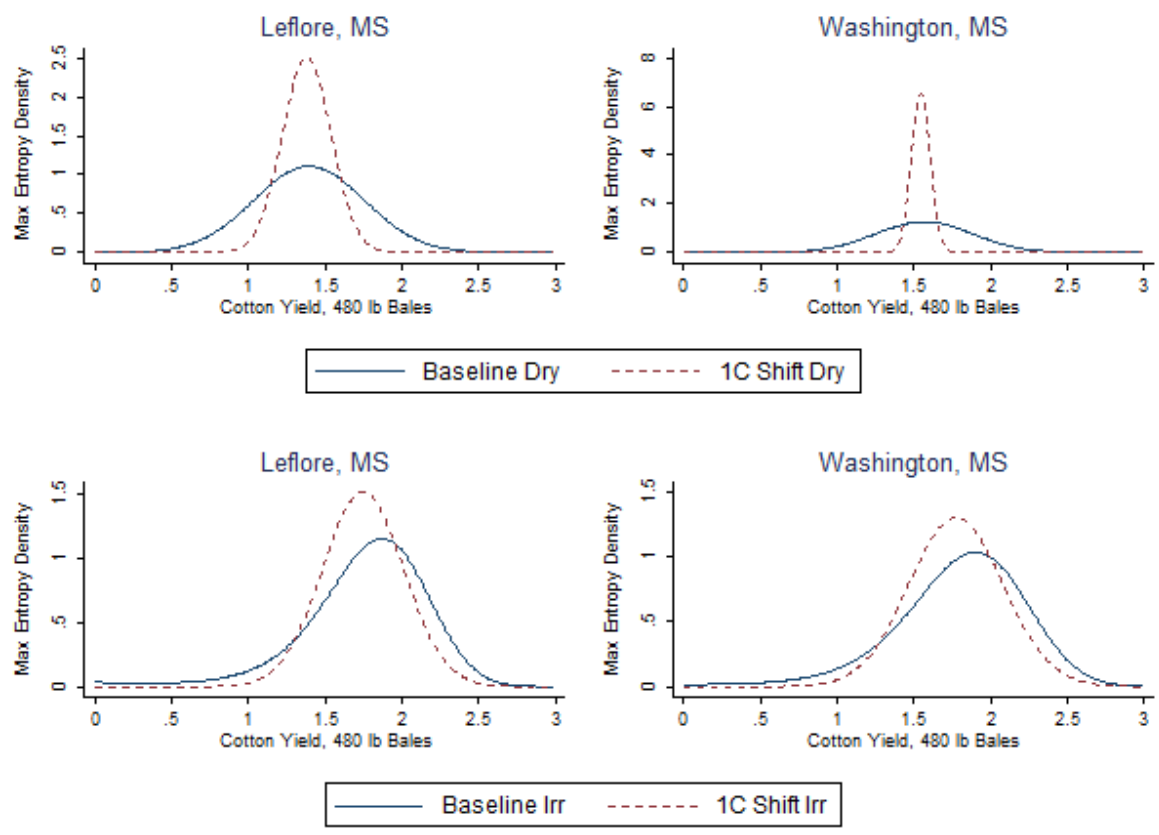 Leflore, MS
Max Entropy Density
0 .5 1 1.5 2 2.5
0 .5 1 1.5 2 2.5 3
Cotton Yield, 480 lb Bales
Washington, MS
Max Entropy Density
0 2 4 6 8
0 .5 1 1.5 2 2.5 3
Cotton Yield, 480 lb Bales
Baseline Dry 1C Shift Dry
Leflore, MS
Max Entropy Density
0 .5 1 1.5
0 .5 1 1.5 2 2.5 3
Cotton Yield, 480 lb Bales
Washington, MS
Max Entropy Density
0 .5 1 1.5
0 .5 1 1.5 2 2.5 3
Cotton Yield, 480 lb Bales
Baseline Irr 1C Shift Irr